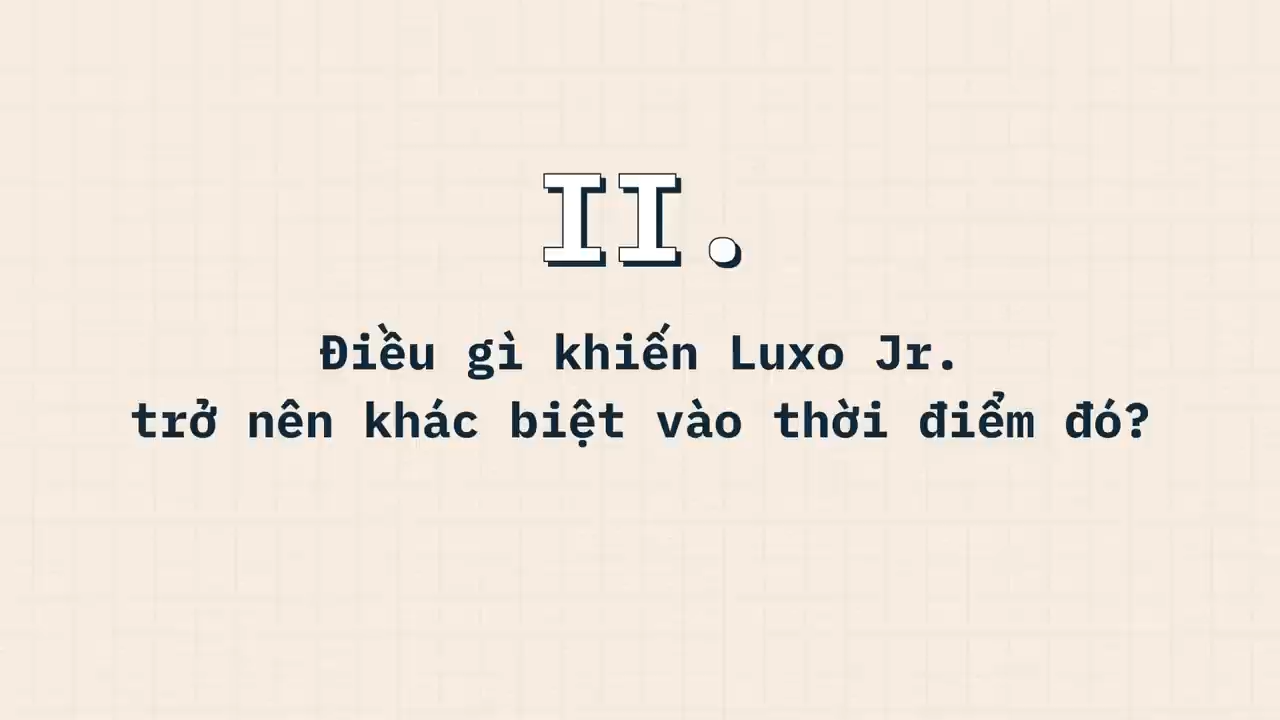 II.
Điều gì khiến Luxo Jr.
trở nên khác biệt vào thời điểm đó?